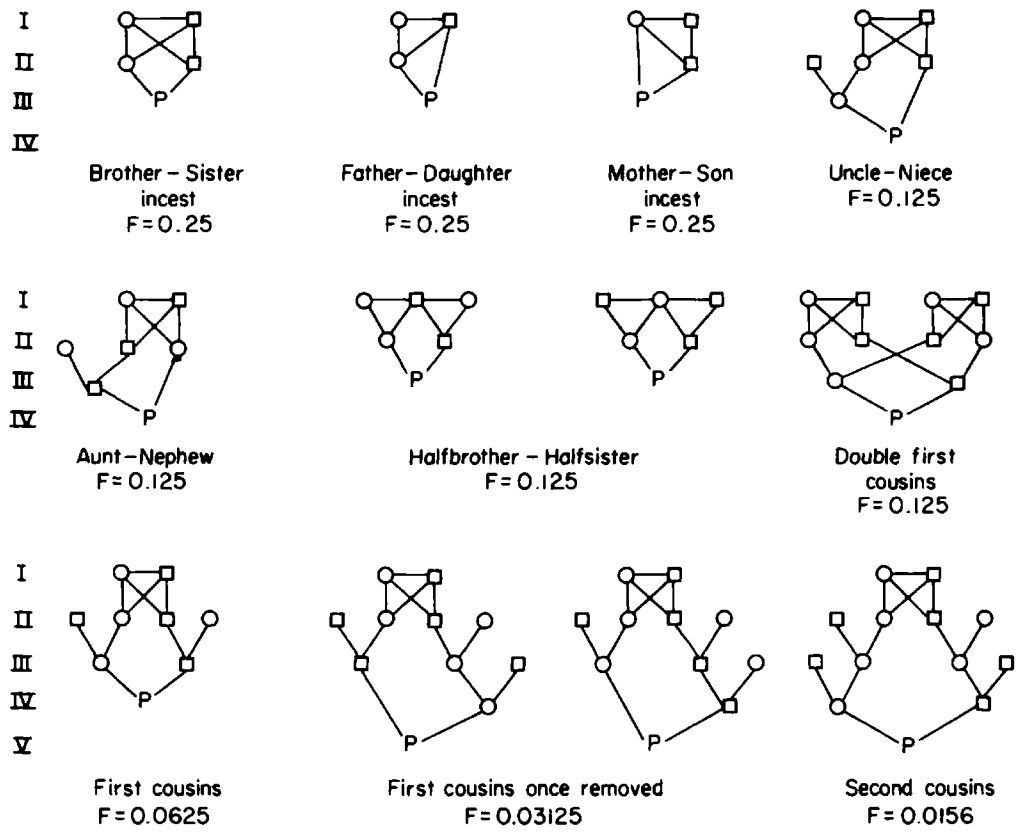 I
II
III
IV
P
P
P
P
Brother – Sister
incest
F = 0.25
Father – Daughter
incest
F = 0.25
Mother – Son
incest
F = 0.25
Uncle – Niece
F = 0.125
I
II
III
IV
P
P
P
P
Aunt – Nephew
F = 0.125
Halfbrother – Halfsister
F = 0.125
Double first
cousins
F = 0.125
I
II
III
IV
V
P
P
P
P
First cousins
F = 0.0625
First cousins once removed
F = 0.03125
Second cousins
F = 0.0156